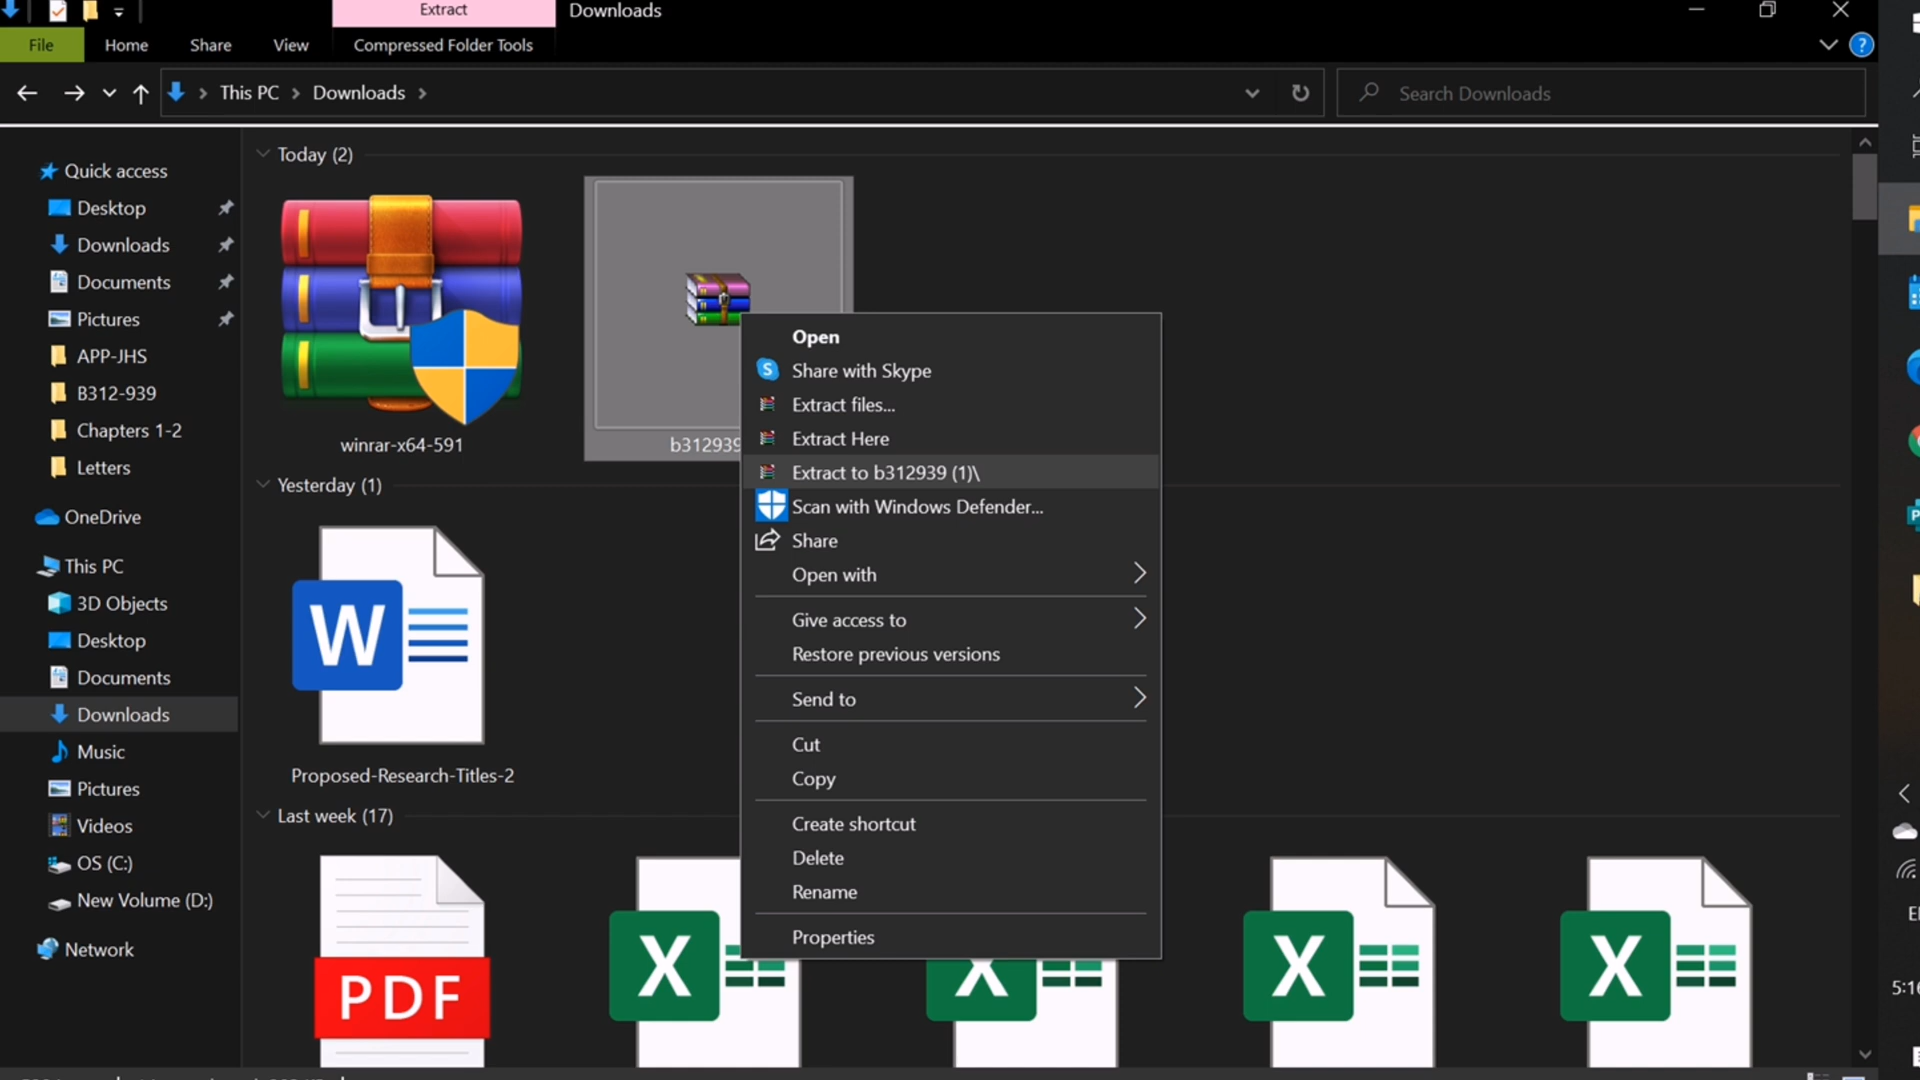 Extract
Downloads
File
Home
Share
View
Compressed Folder Tools
This PC
Downloads
Search Downloads
Quick access
Desktop
Downloads
Documents
Pictures
APP-JHS
B312-939
Chapters 1-2
Letters
OneDrive
This PC
3D Objects
Desktop
Documents
Downloads
Music
Pictures
Videos
OS (C:)
New Volume (D:)
Network
Today (2)
winrar-x64-591
b312939
Yesterday (1)
W
Proposed-Research-Titles-2
Last week (17)
PDF
X
X
X
X
Open
S
Share with Skype
Extract files...
Extract Here
Extract to b312939 (1)\
Scan with Windows Defender...
Share
Open with
Give access to
Restore previous versions
Send to
Cut
Copy
Create shortcut
Delete
Rename
Properties
?
P
5:16